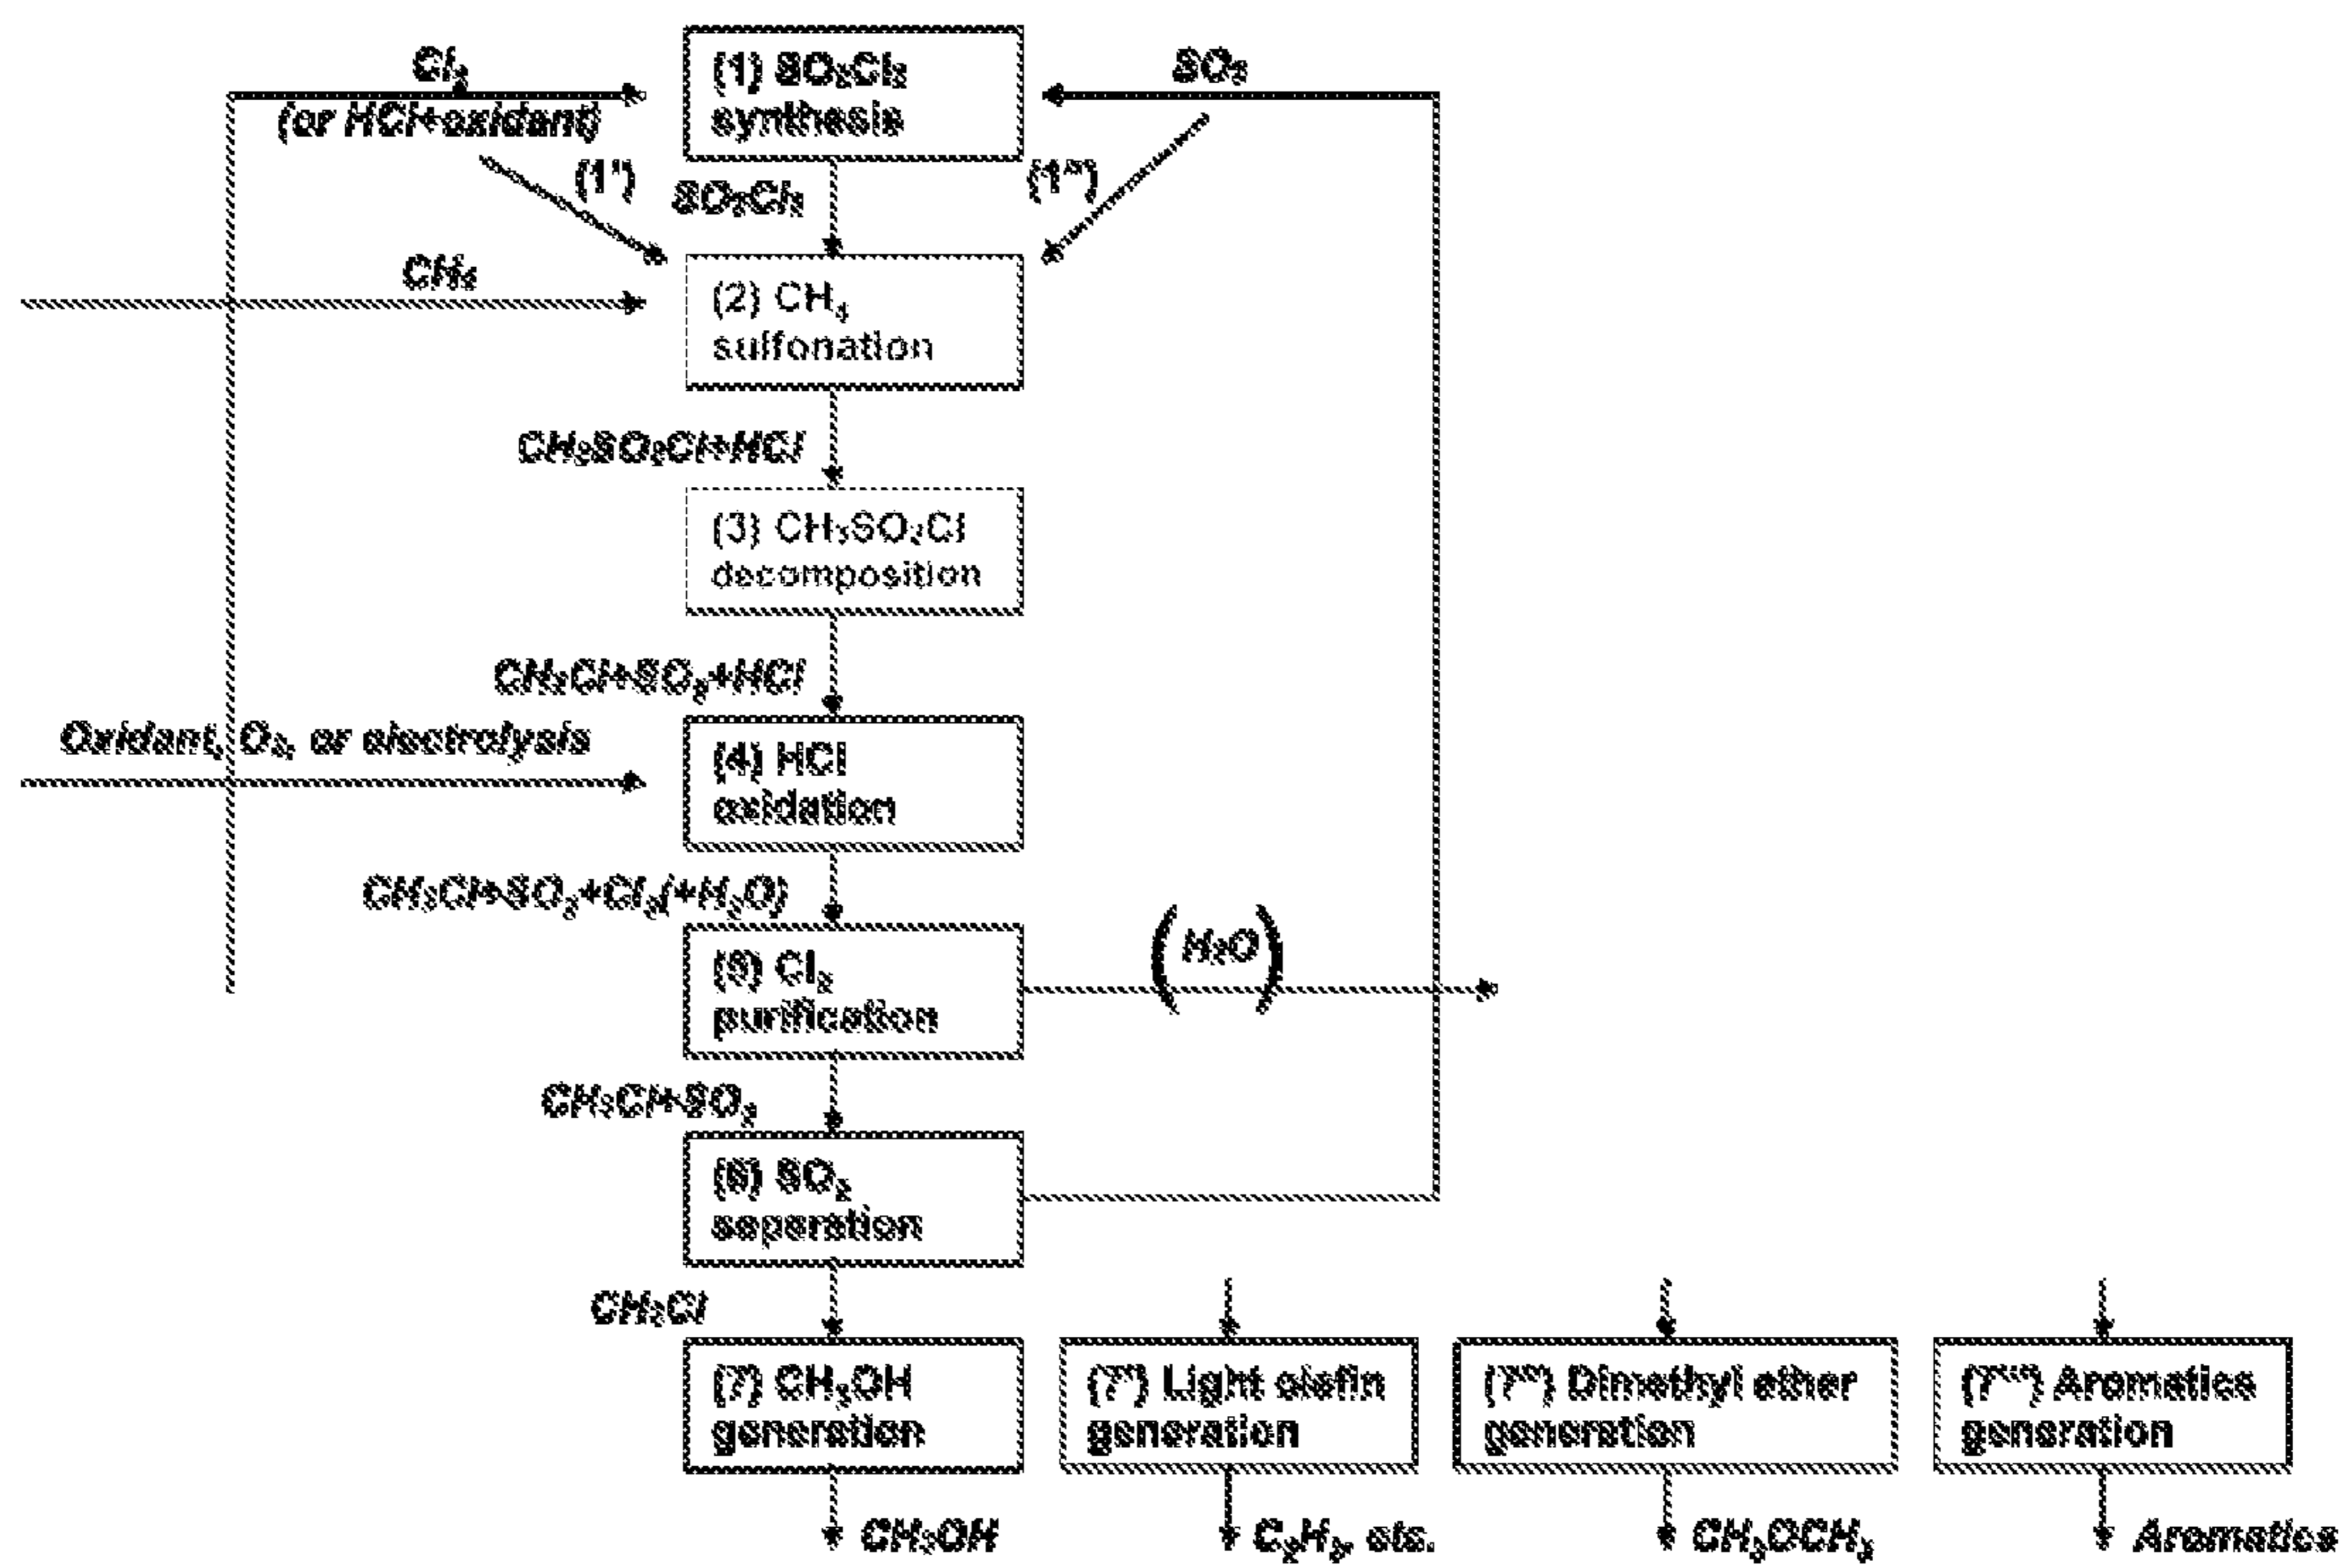 Cl₂
(or HCl+oxidant)
(1) SO₂Cl₂
synthesis
SO₂
(1')
SO₂Cl₂
(1'')
CH₄
(2) CH₄
sulfonation
CH₃SO₂Cl+HCl
(3) CH₃SO₂Cl
decomposition
CH₃Cl+SO₂+HCl
Oxidant, O₂, or electrolysis
(4) HCl
oxidation
CH₃Cl+SO₂+Cl₂(+H₂O)
(5) Cl₂
purification
(H₂O)
CH₃Cl+SO₂
(6) SO₂
separation
CH₃Cl
(7) CH₃OH
generation
(7') Light olefin
generation
(7'') Dimethyl ether
generation
(7''') Aromatics
generation
CH₃OH
etc.
CH₃OCH₃
Aromatics